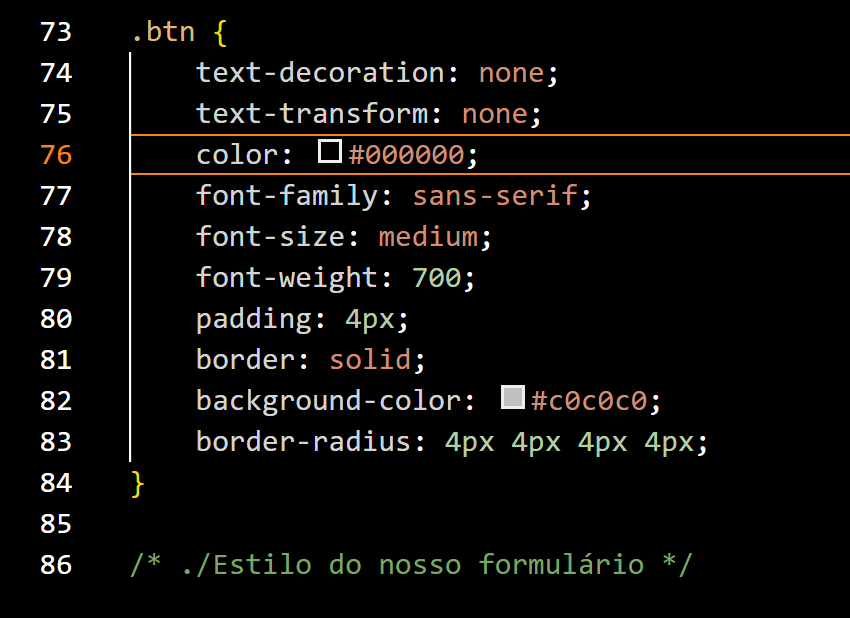 73 .btn {
74 text-decoration: none;
75 text-transform: none;
76 color: #000000;
77 font-family: sans-serif;
78 font-size: medium;
79 font-weight: 700;
80 padding: 4px;
81 border: solid;
82 background-color: #c0c0c0;
83 border-radius: 4px 4px 4px 4px;
84 }
85
86 /* ./Estilo do nosso formulário */